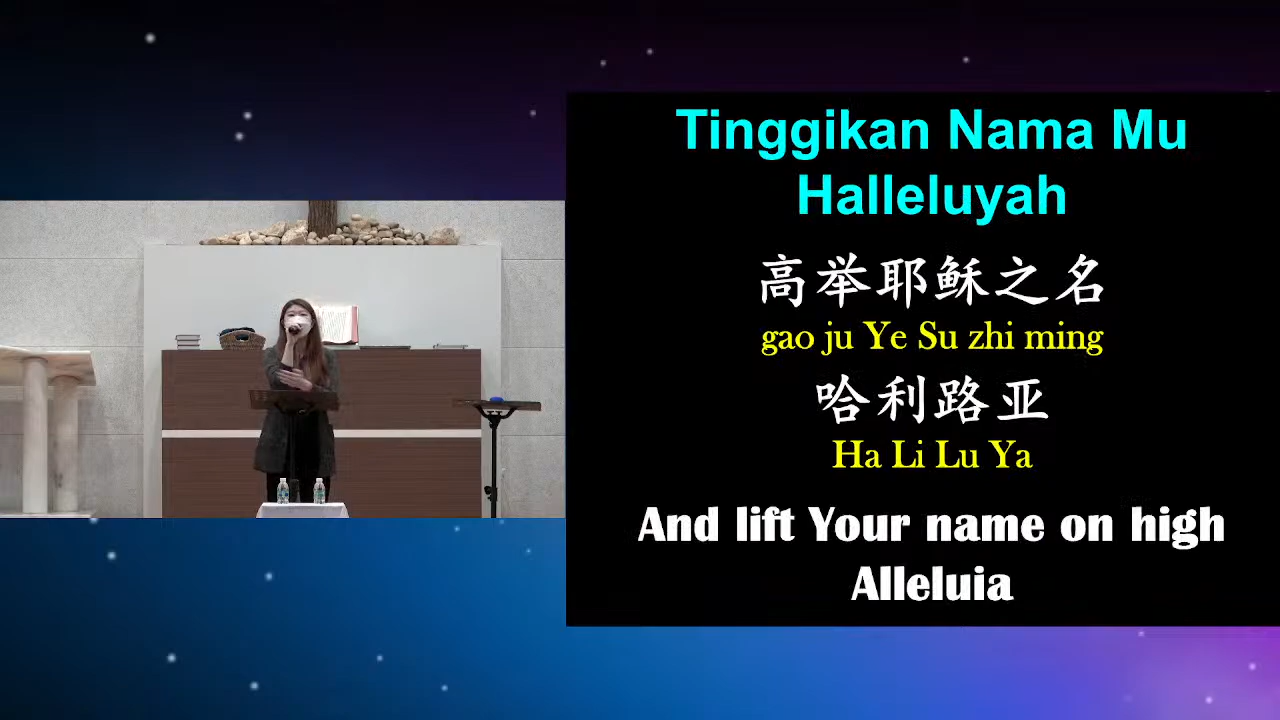 Tinggikan Nama Mu
Halleluyah
高举耶稣之名
gao ju Ye Su zhi ming
哈利路亚
Ha Li Lu Ya
And lift Your name on high
Alleluia